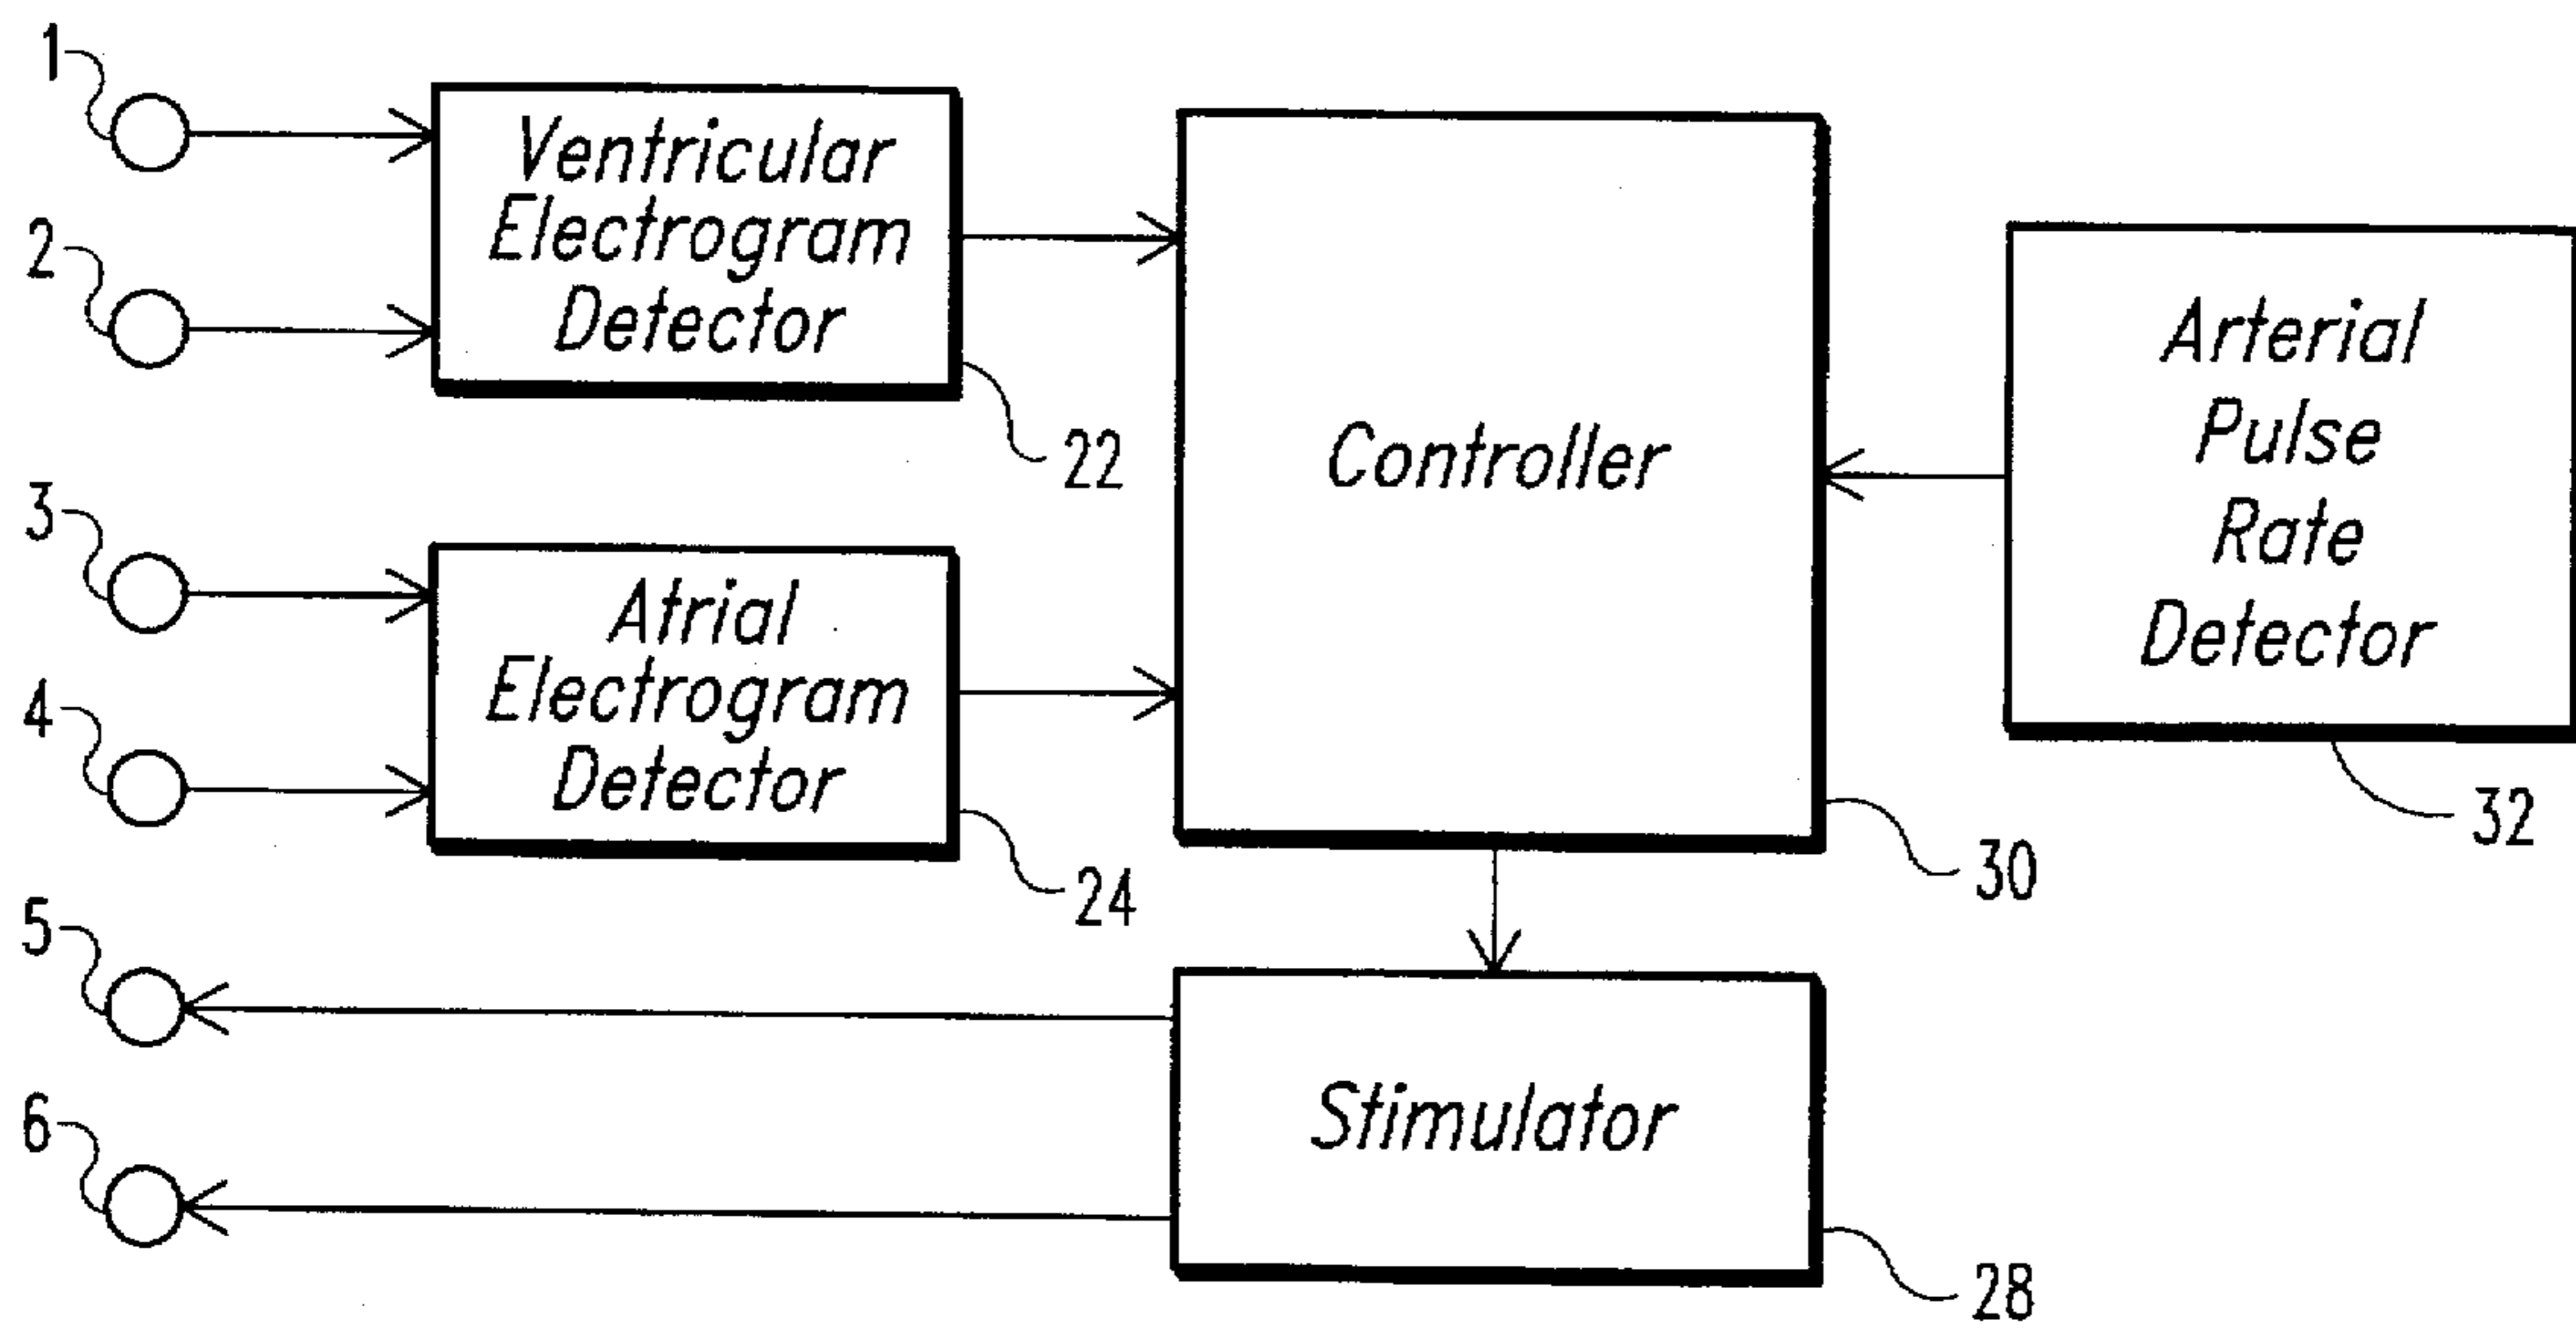 1
2
Ventricular
Electrogram
Detector
22
3
4
Atrial
Electrogram
Detector
24
Controller
30
Arterial
Pulse
Rate
Detector
32
5
6
Stimulator
28